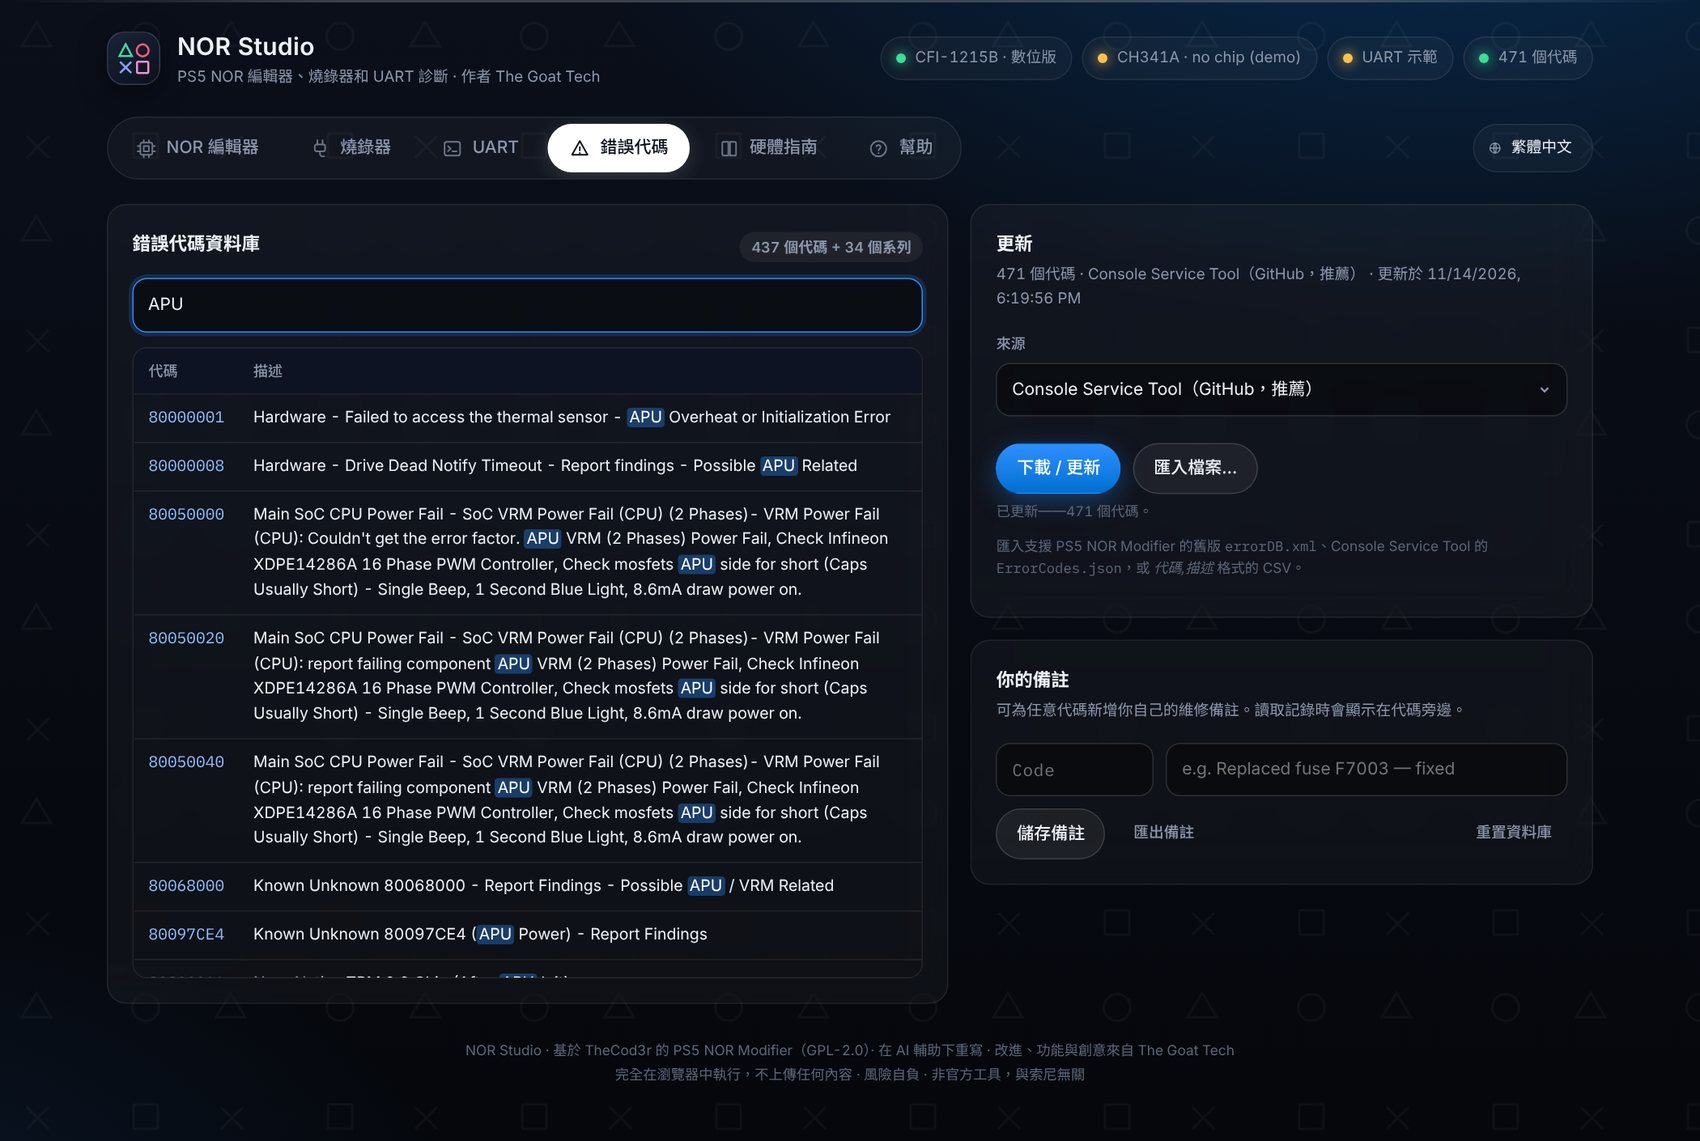 NOR Studio
PS5 NOR 編輯器、燒錄器和 UART 診斷 · 作者 The Goat Tech
CFI-1215B · 數位版
CH341A · no chip (demo)
UART 示範
471 個代碼
NOR 編輯器
燒錄器
UART
錯誤代碼
硬體指南
幫助
繁體中文
錯誤代碼資料庫
437 個代碼 + 34 個系列
APU
代碼 描述
80000001 Hardware - Failed to access the thermal sensor - APU Overheat or Initialization Error
80000008 Hardware - Drive Dead Notify Timeout - Report findings - Possible APU Related
80050000 Main SoC CPU Power Fail - SoC VRM Power Fail (CPU) (2 Phases)- VRM Power Fail
(CPU): Couldn't get the error factor. APU VRM (2 Phases) Power Fail, Check Infineon
XDPE14286A 16 Phase PWM Controller, Check mosfets APU side for short (Caps
Usually Short) - Single Beep, 1 Second Blue Light, 8.6mA draw power on.
80050020 Main SoC CPU Power Fail - SoC VRM Power Fail (CPU) (2 Phases)- VRM Power Fail
(CPU): report failing component APU VRM (2 Phases) Power Fail, Check Infineon
XDPE14286A 16 Phase PWM Controller, Check mosfets APU side for short (Caps
Usually Short) - Single Beep, 1 Second Blue Light, 8.6mA draw power on.
80050040 Main SoC CPU Power Fail - SoC VRM Power Fail (CPU) (2 Phases)- VRM Power Fail
(CPU): report failing component APU VRM (2 Phases) Power Fail, Check Infineon
XDPE14286A 16 Phase PWM Controller, Check mosfets APU side for short (Caps
Usually Short) - Single Beep, 1 Second Blue Light, 8.6mA draw power on.
80068000 Known Unknown 80068000 - Report Findings - Possible APU / VRM Related
80097CE4 Known Unknown 80097CE4 (APU Power) - Report Findings
更新
471 個代碼 · Console Service Tool（GitHub，推薦） · 更新於 11/14/2026,
6:19:56 PM
來源
Console Service Tool（GitHub，推薦）
下載 / 更新
匯入檔案...
已更新——471 個代碼。
匯入支援 PS5 NOR Modifier 的舊版 errorDB.xml、Console Service Tool 的
ErrorCodes.json，或 代碼,描述 格式的 CSV。
你的備註
可為任意代碼新增你自己的維修備註。讀取記錄時會顯示在代碼旁邊。
Code
e.g. Replaced fuse F7003 — fixed
儲存備註
匯出備註
重置資料庫
NOR Studio · 基於 TheCod3r 的 PS5 NOR Modifier（GPL-2.0）· 在 AI 輔助下重寫 · 改進、功能與創意來自 The Goat Tech
完全在瀏覽器中執行，不上傳任何內容 · 風險自負 · 非官方工具，與索尼無關